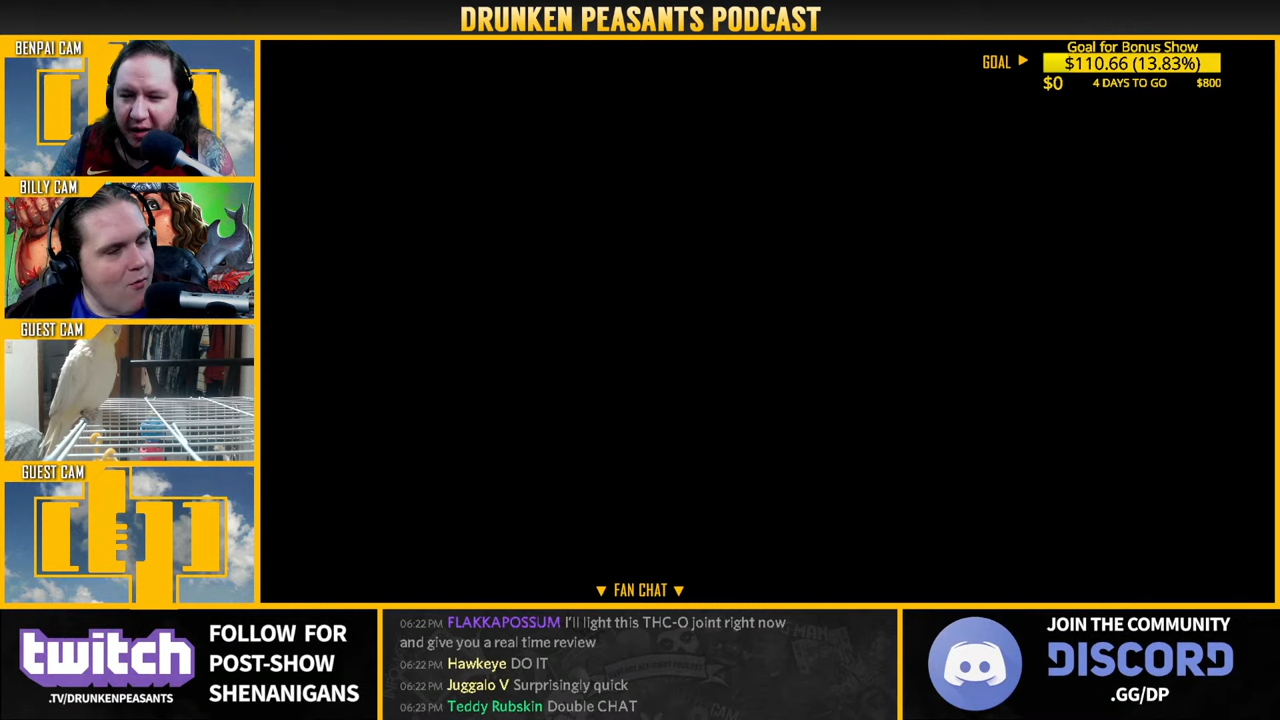 DRUNKEN PEASANTS PODCAST
BENPAI CAM
GOAL ►
Goal for Bonus Show
$110.66 (13.83%)
$0 4 DAYS TO GO $800
BILLY CAM
GUEST CAM
GUEST CAM
▼ FAN CHAT ▼
twitch
.TV/DRUNKENPEASANTS
FOLLOW FOR
POST-SHOW
SHENANIGANS
06:22 PM FLAKKAPOSSUM I'll light this THC-O joint right now
and give you a real time review
06:22 PM Hawkeye DO IT
06:22 PM Juggalo V Surprisingly quick
06:23 PM Teddy Rubskin Double CHAT
JOIN THE COMMUNITY
DISCORD
.GG/DP